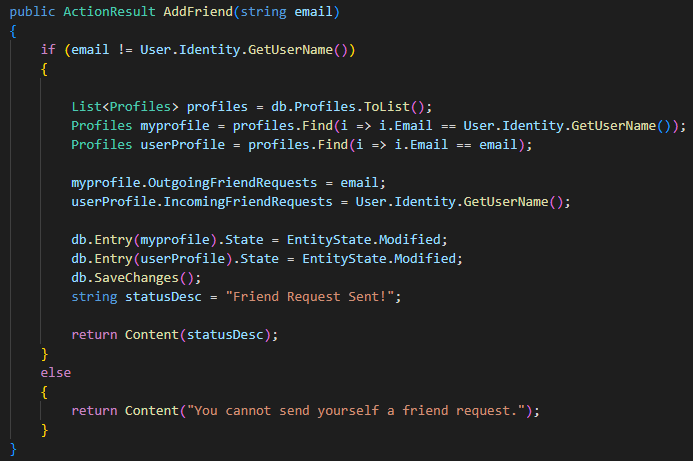 public ActionResult AddFriend(string email)
{
if (email != User.Identity.GetUserName())
{
List<Profiles> profiles = db.Profiles.ToList();
Profiles myprofile = profiles.Find(i => i.Email == User.Identity.GetUserName());
Profiles userProfile = profiles.Find(i => i.Email == email);
myprofile.OutgoingFriendRequests = email;
userProfile.IncomingFriendRequests = User.Identity.GetUserName();
db.Entry(myprofile).State = EntityState.Modified;
db.Entry(userProfile).State = EntityState.Modified;
db.SaveChanges();
string statusDesc = "Friend Request Sent!";
return Content(statusDesc);
}
else
{
return Content("You cannot send yourself a friend request.");
}
}